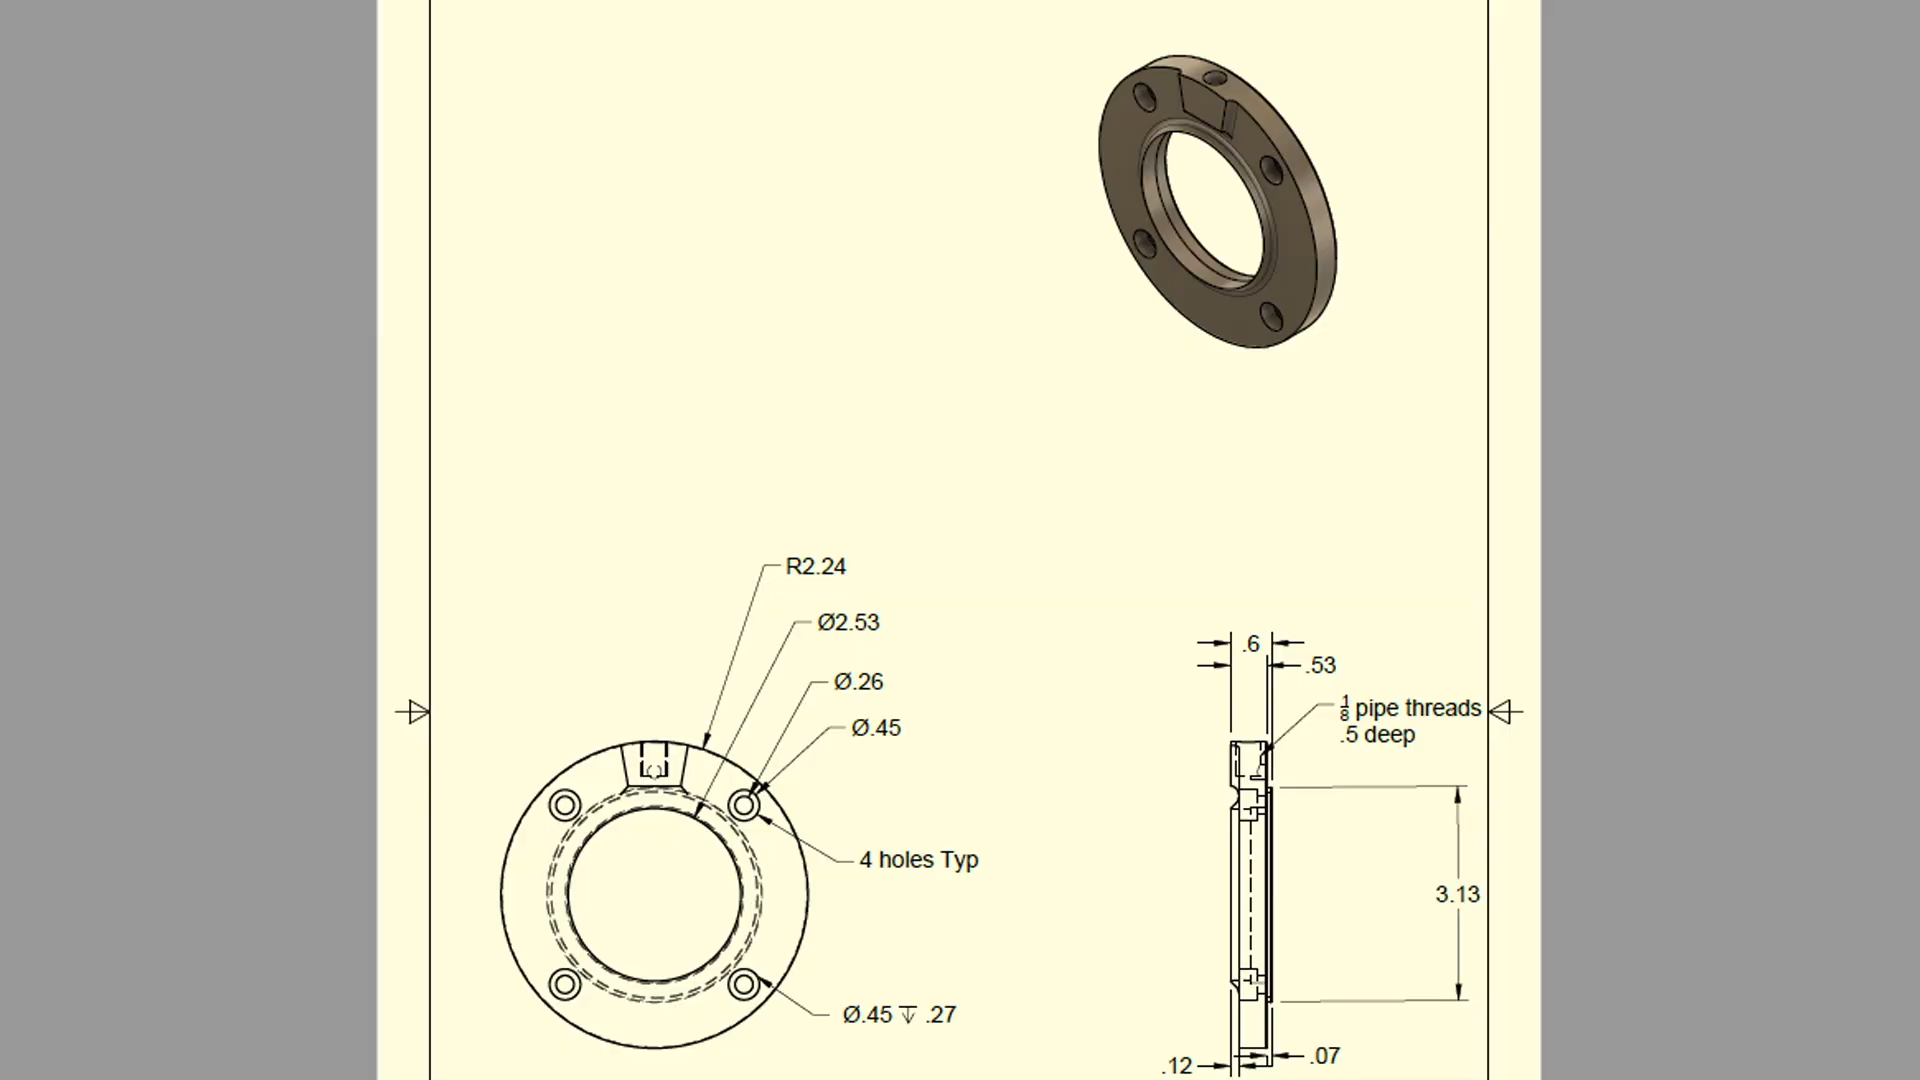 R2.24
Ø2.53
Ø.26
Ø.45
4 holes Typ
Ø.45 ↧ .27
.6
.53
1/8 pipe threads
.5 deep
3.13
.12
.07